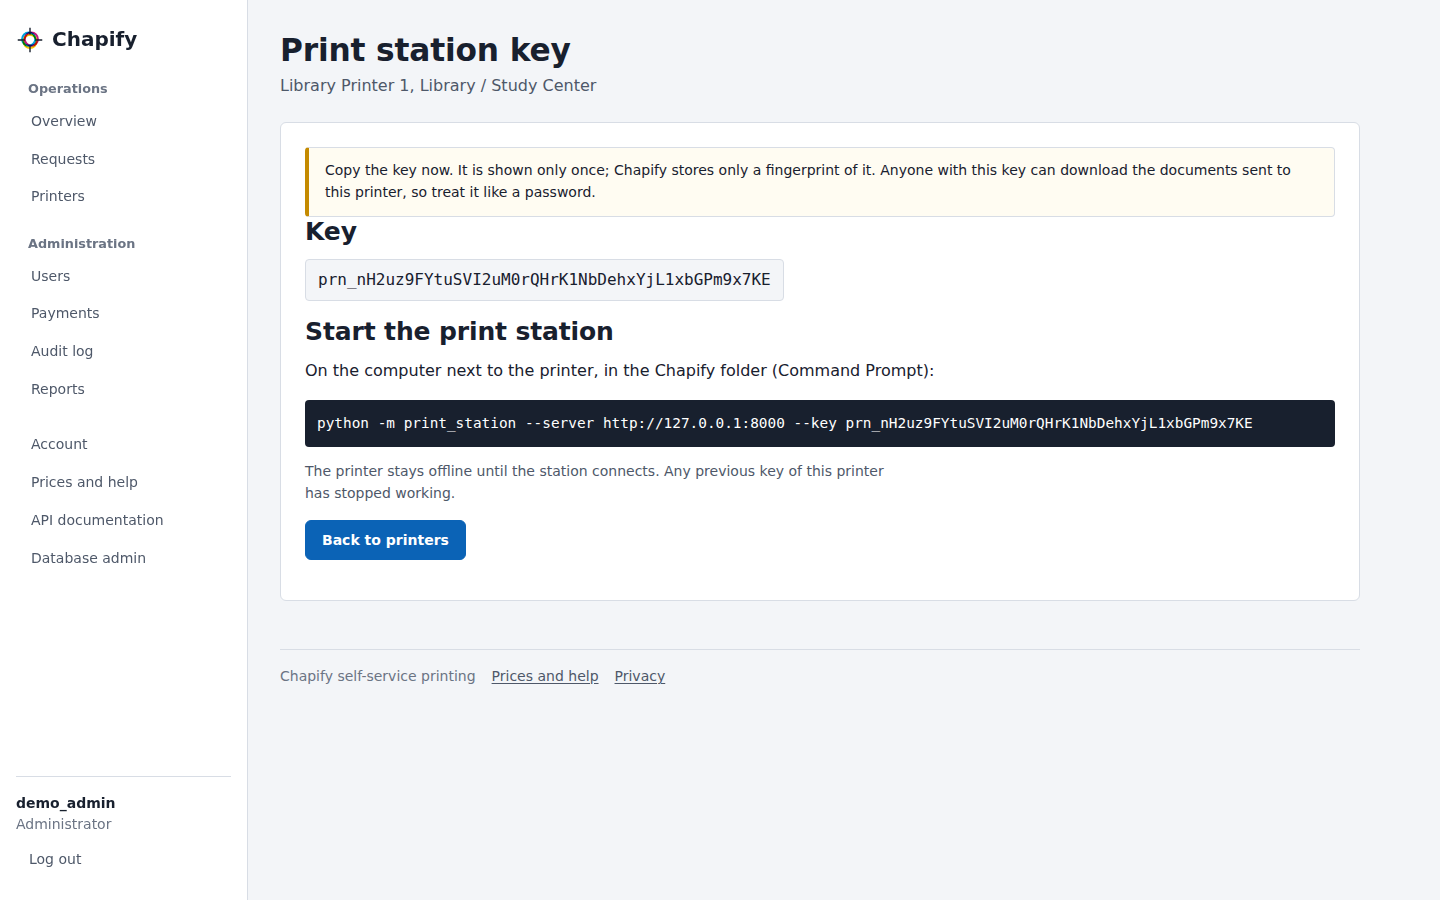 Chapify
Operations
Overview
Requests
Printers
Administration
Users
Payments
Audit log
Reports
Account
Prices and help
API documentation
Database admin
demo_admin
Administrator
Log out
Print station key
Library Printer 1, Library / Study Center
Copy the key now. It is shown only once; Chapify stores only a fingerprint of it. Anyone with this key can download the documents sent to
this printer, so treat it like a password.
Key
prn_nH2uz9FYtuSVI2uM0rQHrK1NbDehxYjL1xbGPm9x7KE
Start the print station
On the computer next to the printer, in the Chapify folder (Command Prompt):
python -m print_station --server http://127.0.0.1:8000 --key prn_nH2uz9FYtuSVI2uM0rQHrK1NbDehxYjL1xbGPm9x7KE
The printer stays offline until the station connects. Any previous key of this printer
has stopped working.
Back to printers
Chapify self-service printing Prices and help Privacy